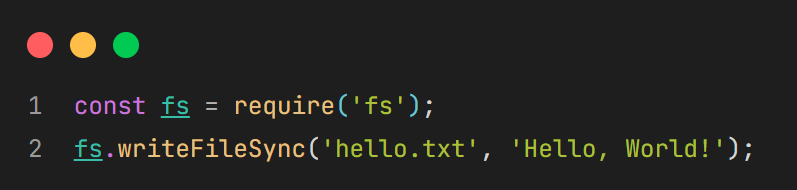 1 const fs = require('fs');
2 fs.writeFileSync('hello.txt', 'Hello, World!');